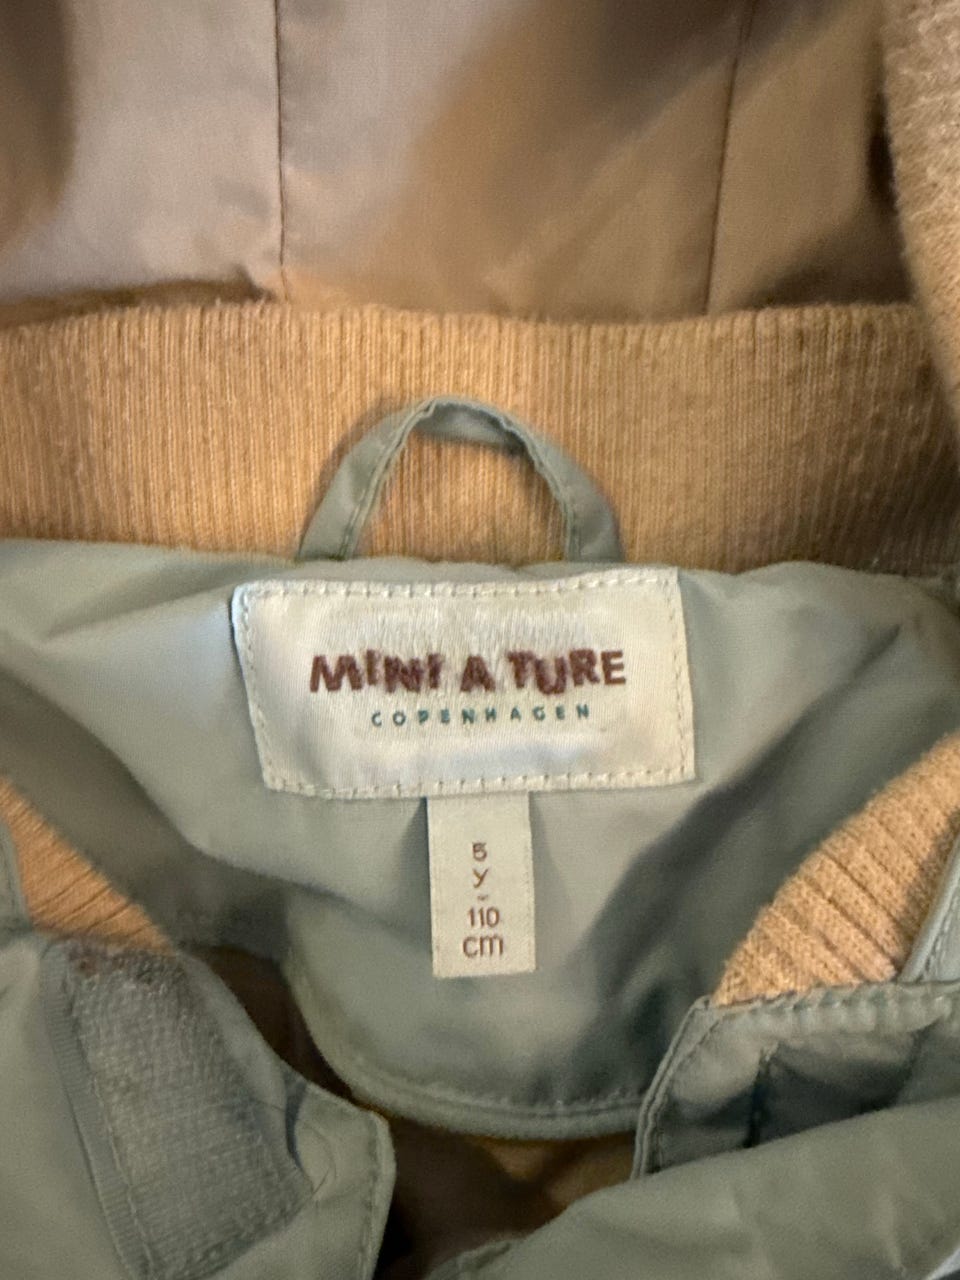 MINI A TURE
COPENHAGEN
5
y
-
110
cm